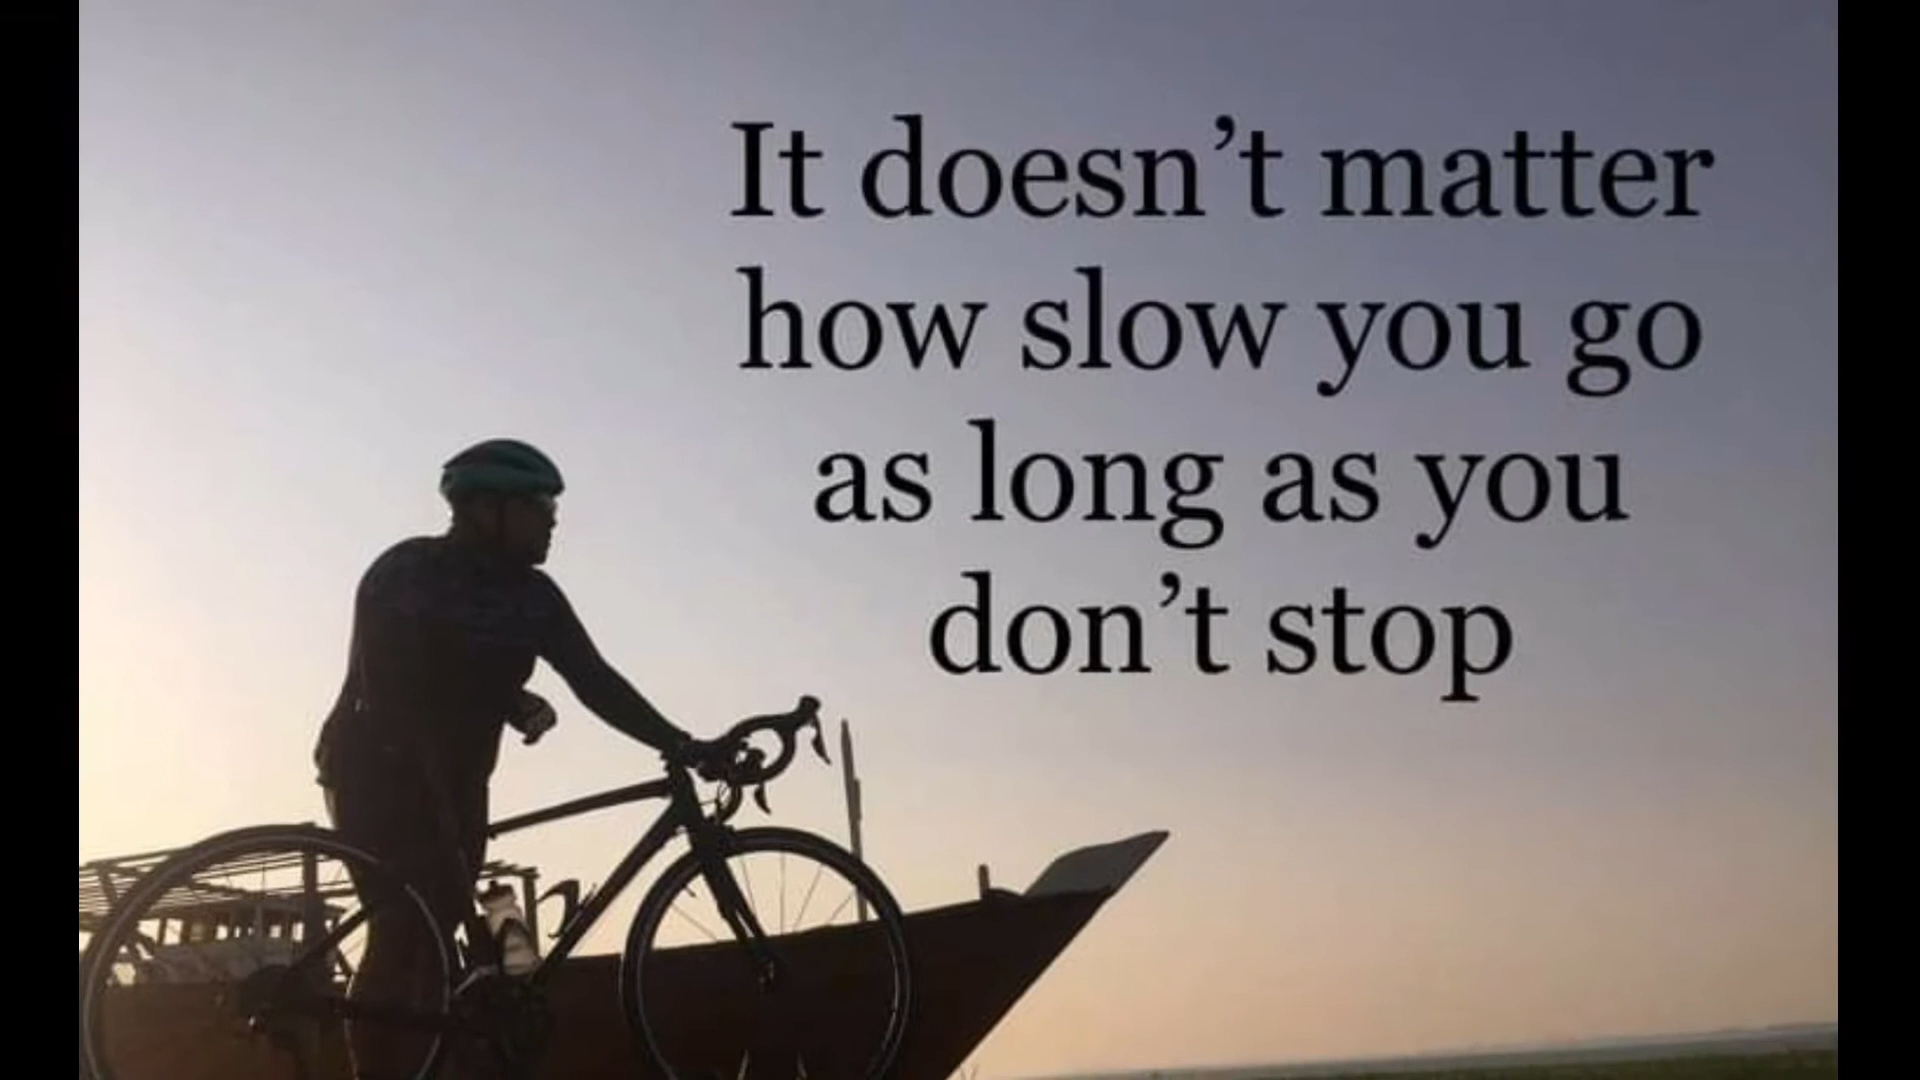 It doesn’t matter
how slow you go
as long as you
don’t stop